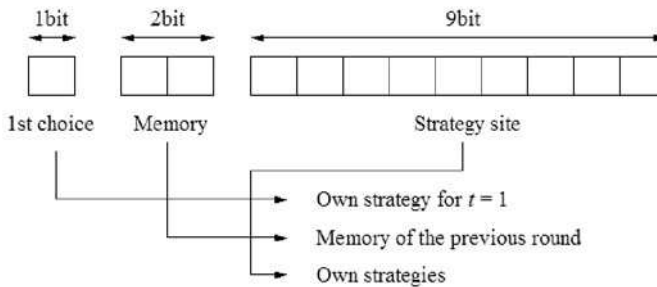 1bit 2bit 9bit
1st choice Memory Strategy site
Own strategy for t = 1
Memory of the previous round
Own strategies